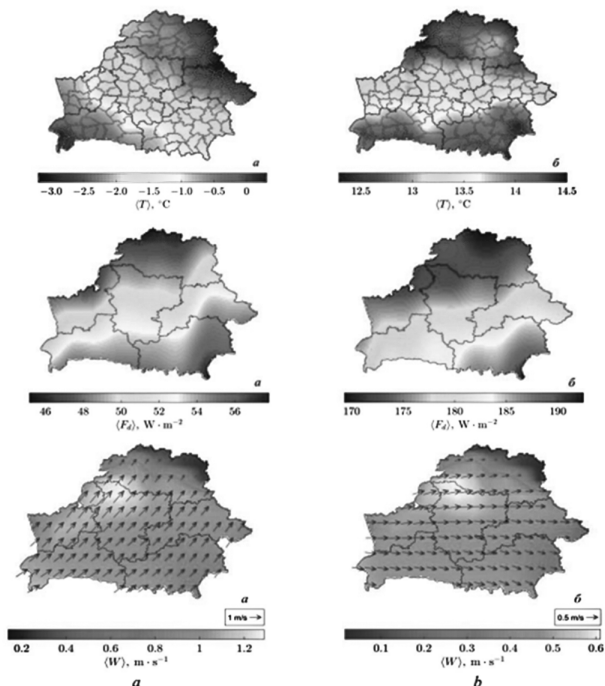 а б
−3.0 −2.5 −2.0 −1.5 −1.0 −0.5 0
12.5 13 13.5 14 14.5
⟨T⟩, °C ⟨T⟩, °C
а б
46 48 50 52 54 56
170 175 180 185 190
⟨F_d⟩, W · m⁻² ⟨F_d⟩, W · m⁻²
а б
1 m/s 0.5 m/s
0.2 0.4 0.6 0.8 1 1.2
0.1 0.2 0.3 0.4 0.5 0.6
⟨W⟩, m · s⁻¹ ⟨W⟩, m · s⁻¹
a b